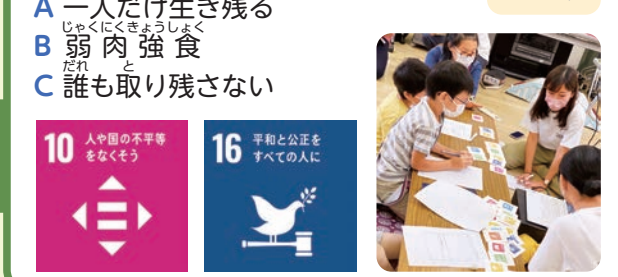 A 一人だけ生き残る
B 弱肉強食
じゃくにくきょうしょく
C 誰も取り残さない
だれ と
10 人や国の不平等
をなくそう
16 平和と公正を
すべての人に